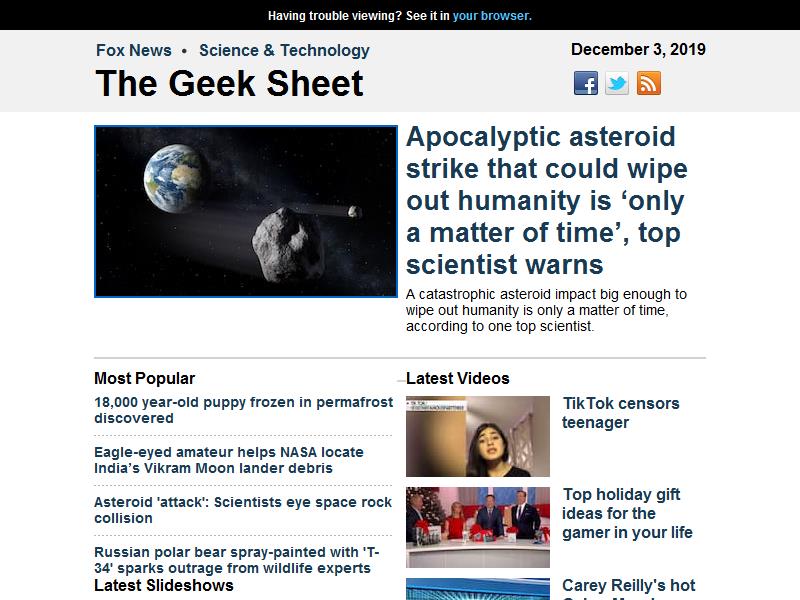 Having trouble viewing? See it in your browser.
Fox News • Science & Technology
December 3, 2019
The Geek Sheet
Apocalyptic asteroid
strike that could wipe
out humanity is ‘only
a matter of time’, top
scientist warns
A catastrophic asteroid impact big enough to
wipe out humanity is only a matter of time,
according to one top scientist.
Most Popular
18,000 year-old puppy frozen in permafrost
discovered
Eagle-eyed amateur helps NASA locate
India’s Vikram Moon lander debris
Asteroid 'attack': Scientists eye space rock
collision
Russian polar bear spray-painted with 'T-
34' sparks outrage from wildlife experts
Latest Slideshows
Latest Videos
TikTok censors
teenager
Top holiday gift
ideas for the
gamer in your life
Carey Reilly's hot